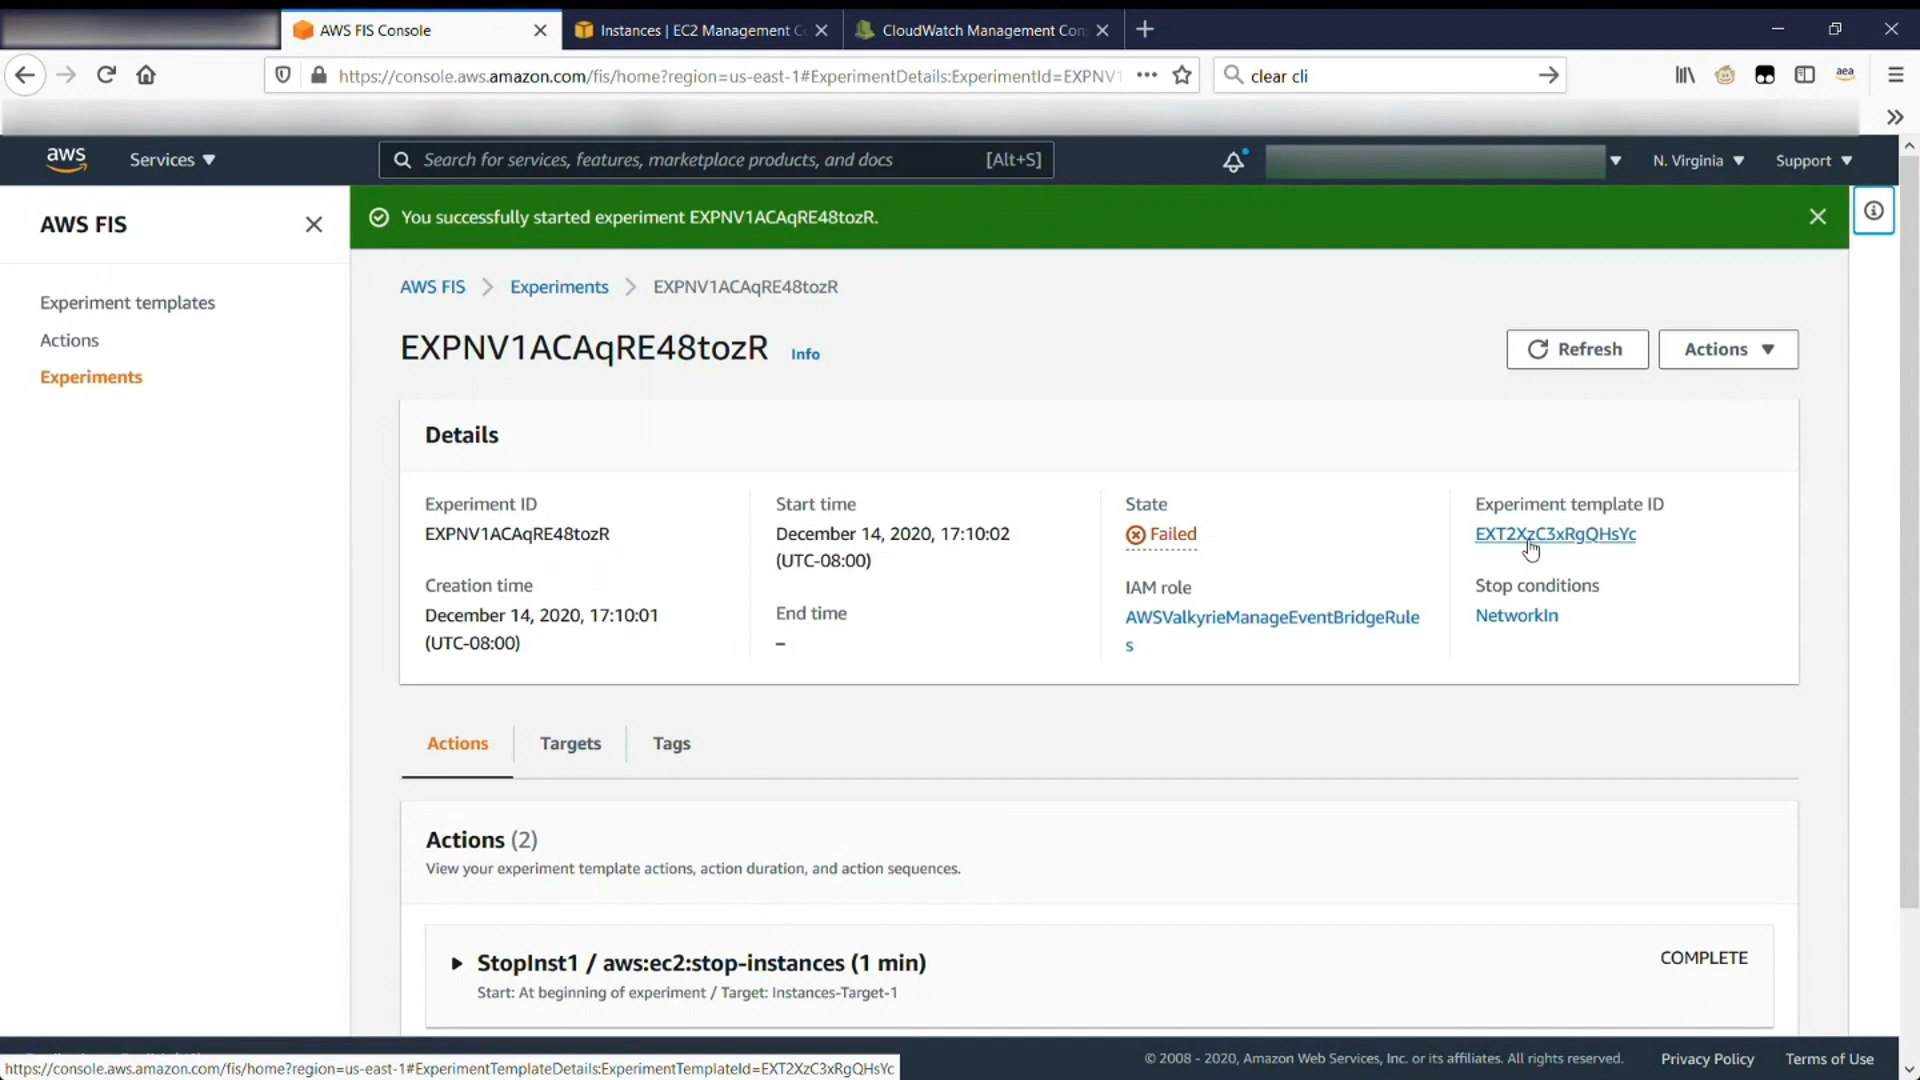 AWS FIS Console
Instances | EC2 Management C
CloudWatch Management Con
https://console.aws.amazon.com/fis/home?region=us-east-1#ExperimentDetails:ExperimentId=EXPNV1
clear cli
aea
aws
Services
Search for services, features, marketplace products, and docs
[Alt+S]
N. Virginia
Support
AWS FIS
You successfully started experiment EXPNV1ACAqRE48tozR.
Experiment templates
Actions
Experiments
AWS FIS
Experiments
EXPNV1ACAqRE48tozR
EXPNV1ACAqRE48tozR Info
Refresh
Actions
Details
Experiment ID
EXPNV1ACAqRE48tozR
Creation time
December 14, 2020, 17:10:01
(UTC-08:00)
Start time
December 14, 2020, 17:10:02
(UTC-08:00)
End time
–
State
Failed
IAM role
AWSValkyrieManageEventBridgeRule
s
Experiment template ID
EXT2XzC3xRgQHsYc
Stop conditions
NetworkIn
Actions
Targets
Tags
Actions (2)
View your experiment template actions, action duration, and action sequences.
StopInst1 / aws:ec2:stop-instances (1 min)
COMPLETE
Start: At beginning of experiment / Target: Instances-Target-1
https://console.aws.amazon.com/fis/home?region=us-east-1#ExperimentTemplateDetails:ExperimentTemplateId=EXT2XzC3xRgQHsYc
© 2008 - 2020, Amazon Web Services, Inc. or its affiliates. All rights reserved.
Privacy Policy
Terms of Use